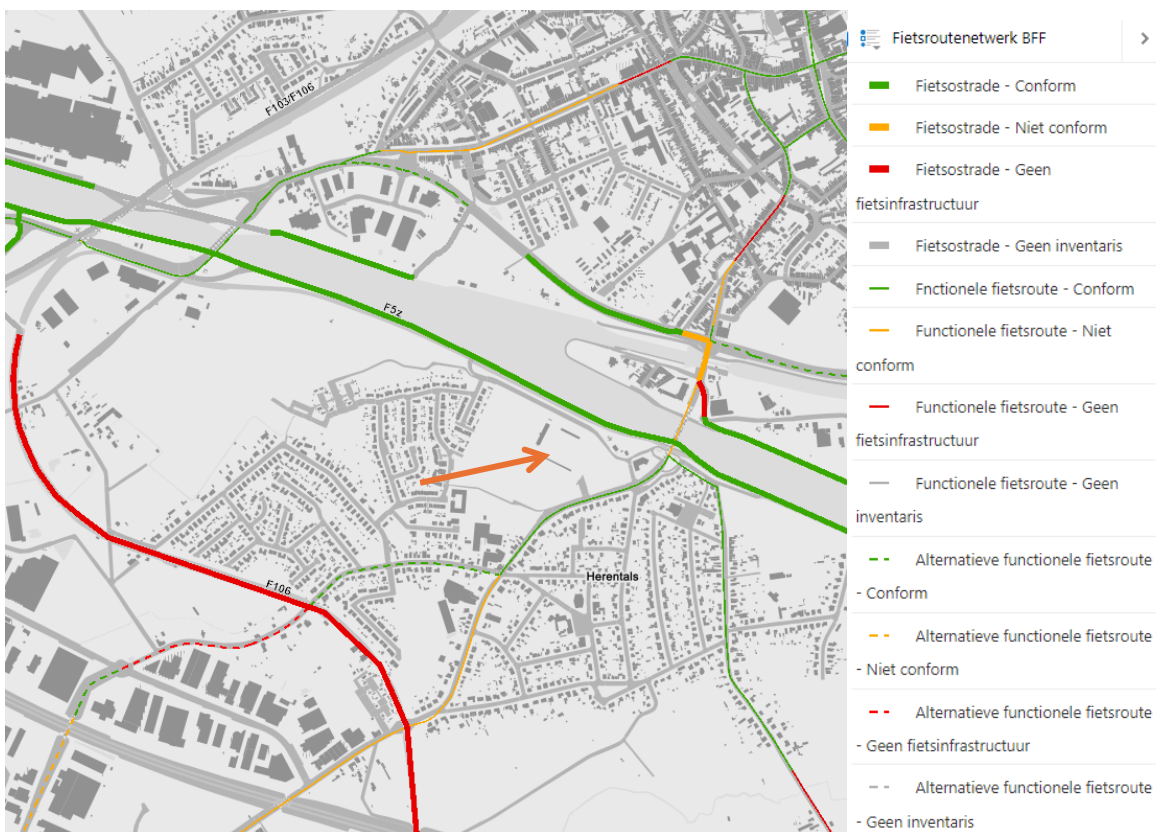 F103/F106
F5z
F106
Herentals
Fietsroutenetwerk BFF
Fietsostrade - Conform
Fietsostrade - Niet conform
Fietsostrade - Geen
fietsinfrastructuur
Fietsostrade - Geen inventaris
Fnctionele fietsroute - Conform
Functionele fietsroute - Niet
conform
Functionele fietsroute - Geen
fietsinfrastructuur
Functionele fietsroute - Geen
inventaris
Alternatieve functionele fietsroute
- Conform
Alternatieve functionele fietsroute
- Niet conform
Alternatieve functionele fietsroute
- Geen fietsinfrastructuur
Alternatieve functionele fietsroute
- Geen inventaris